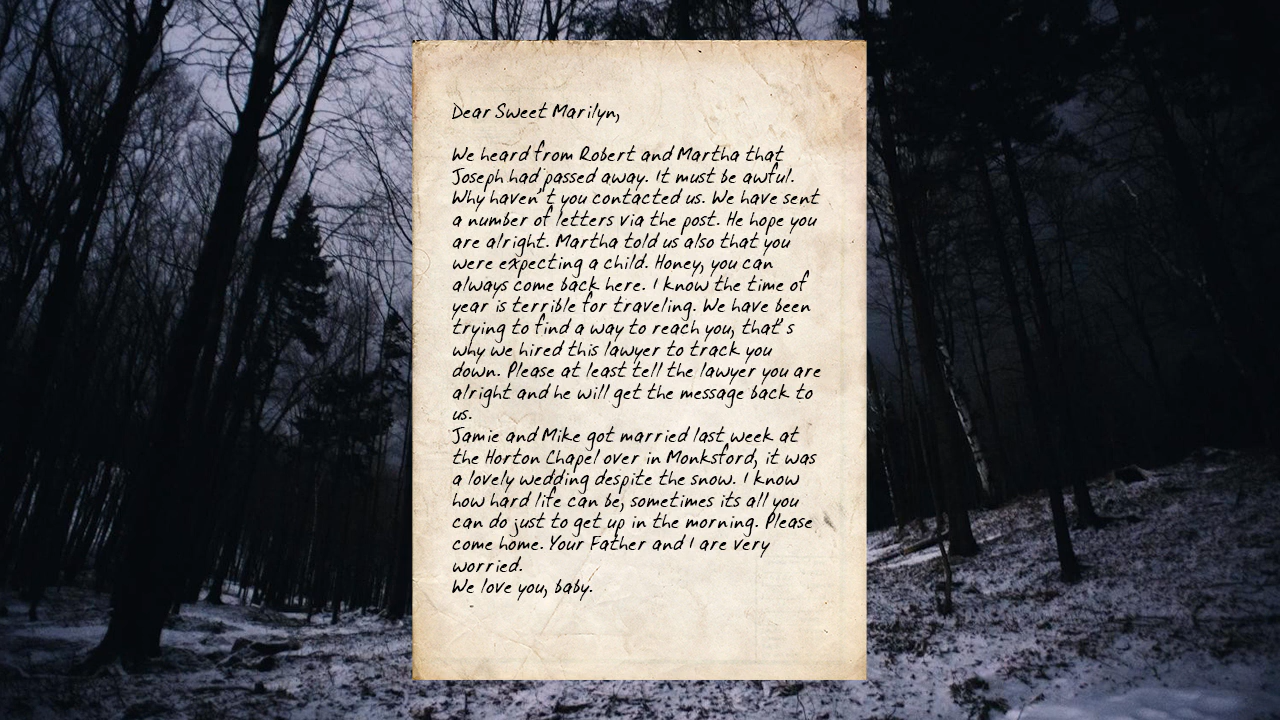 Dear Sweet Marilyn,
We heard from Robert and Martha that
Joseph had passed away. It must be awful.
Why haven't you contacted us. We have sent
a number of letters via the post. He hope you
are alright. Martha told us also that you
were expecting a child. Honey, you can
always come back here. I know the time of
year is terrible for traveling. We have been
trying to find a way to reach you, that's
why we hired this lawyer to track you
down. Please at least tell the lawyer you are
alright and he will get the message back to
us.
Jamie and Mike got married last week at
the Horton Chapel over in Monksford, it was
a lovely wedding despite the snow. I know
how hard life can be, sometimes its all you
can do just to get up in the morning. Please
come home. Your Father and I are very
worried.
We love you, baby.